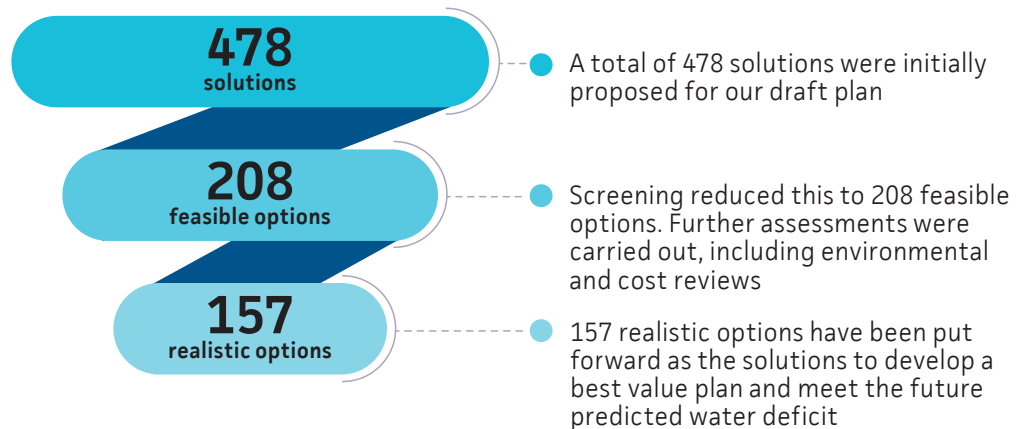 478
solutions
A total of 478 solutions were initially
proposed for our draft plan
208
feasible options
Screening reduced this to 208 feasible
options. Further assessments were
carried out, including environmental
and cost reviews
157
realistic options
157 realistic options have been put
forward as the solutions to develop a
best value plan and meet the future
predicted water deficit